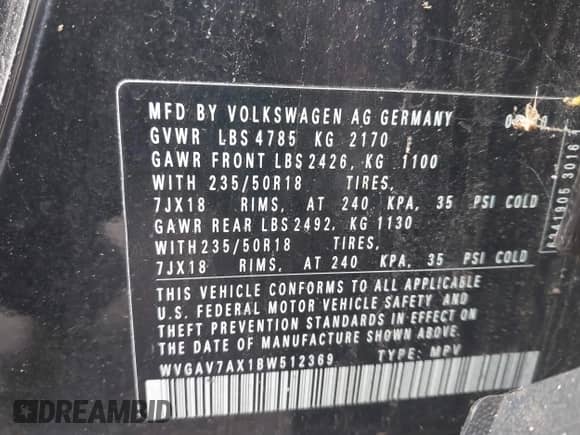 MFD BY VOLKSWAGEN AG GERMANY
GVWR LBS 4785 KG 2170
GAWR FRONT LBS 2426, KG 1100
WITH 235/50R18 TIRES,
7JX18 RIMS, AT 240 KPA, 35 PSI COLD
GAWR REAR LBS 2492, KG 1130
WITH 235/50R18 TIRES,
7JX18 RIMS, AT 240 KPA, 35 PSI COLD
THIS VEHICLE CONFORMS TO ALL APPLICABLE
U.S. FEDERAL MOTOR VEHICLE SAFETY AND
THEFT PREVENTION STANDARDS IN EFFECT ON
THE DATE OF MANUFACTURE SHOWN ABOVE.
WVGAV7AX1BW512369 TYPE: MPV
DREAMBID